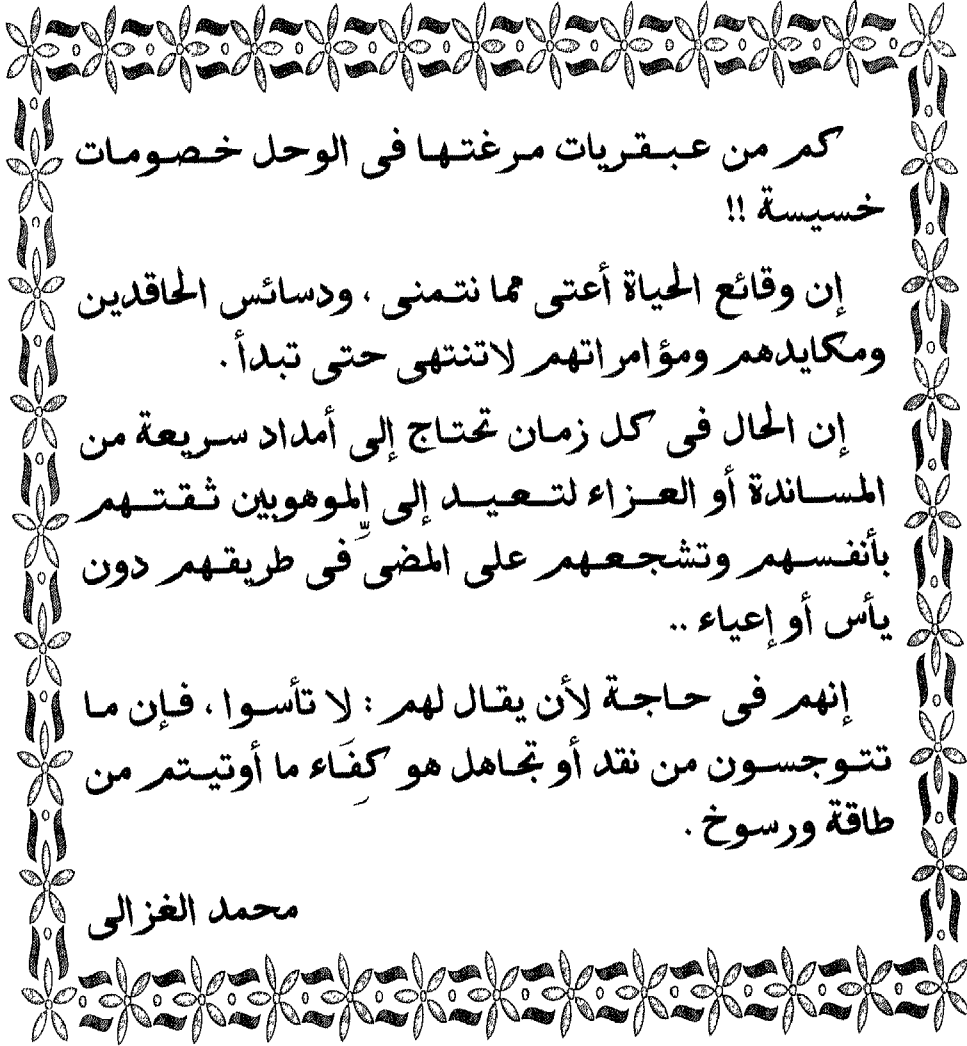 كم من عبقريات مرغتها فى الوحل خصومات
خسيسة !!
إن وقائع الحياة أعتى مما نتمنى ، ودسائس الحاقدين
ومكايدهم ومؤامراتهم لاتنتهى حتى تبدأ .
إن الحال فى كل زمان تحتاج إلى أمداد سريعة من
المساندة أو العزاء لتعيد إلى الموهوبين ثقتهم
بأنفسهم وتشجعهم على المضىِّ فى طريقهم دون
يأس أو إعياء ..
إنهم فى حاجة لأن يقال لهم : لا تأسوا ، فإن ما
تتوجسون من نقد أو تجاهل هو كِفَاء ما أوتيتم من
طاقة ورسوخ .
محمد الغزالى